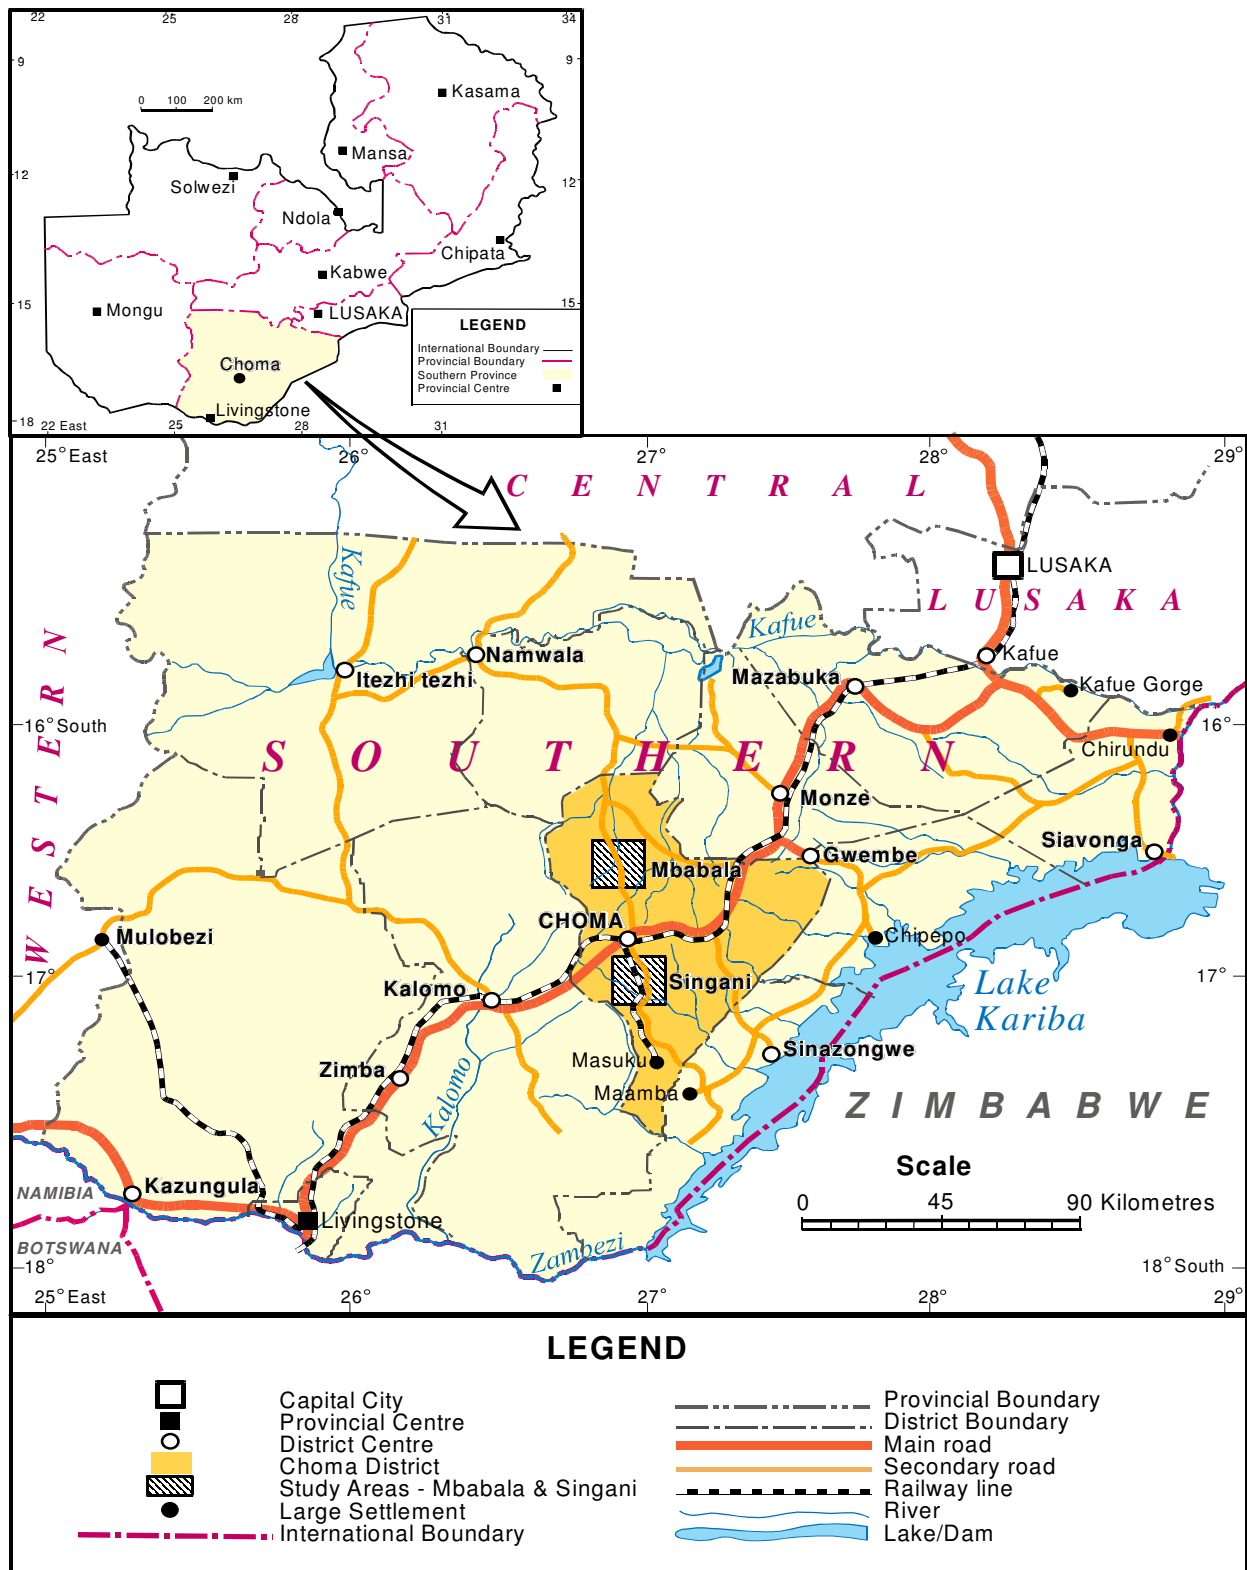 22 25 28 31 34
9 9
0 100 200 km
Kasama
Mansa
12 12
Solwezi
Ndola
Chipata
Kabwe
15 15
Mongu
LUSAKA
LEGEND
International Boundary
Provincial Boundary
Southern Province
Provincial Centre
Choma
Livingstone
18
22 East 25 28 31
25° East 26° 27° 28° 29°
CENTRAL
LUSAKA
LUSAKA
Kafue
Kafue
Kafue
Namwala
Itezhi tezhi
Mazabuka
Kafue Gorge
WESTERN
16° South 16°
Chirundu
SOUTHERN
Monze
Siavonga
Gwembe
Mbabala
CHOMA
Mulobezi
Chipepo
17° 17°
Singani
Kalomo
Lake
Kariba
Sinazongwe
Masuku
Zimba
Maamba
Kalomo
ZIMBABWE
Scale
0 45 90 Kilometres
NAMIBIA
Kazungula
Livingstone
BOTSWANA
Zambezi
18° 18° South
25° East 26° 27° 28° 29°
LEGEND
Capital City
Provincial Centre
District Centre
Choma District
Study Areas - Mbabala & Singani
Large Settlement
International Boundary
Provincial Boundary
District Boundary
Main road
Secondary road
Railway line
River
Lake/Dam